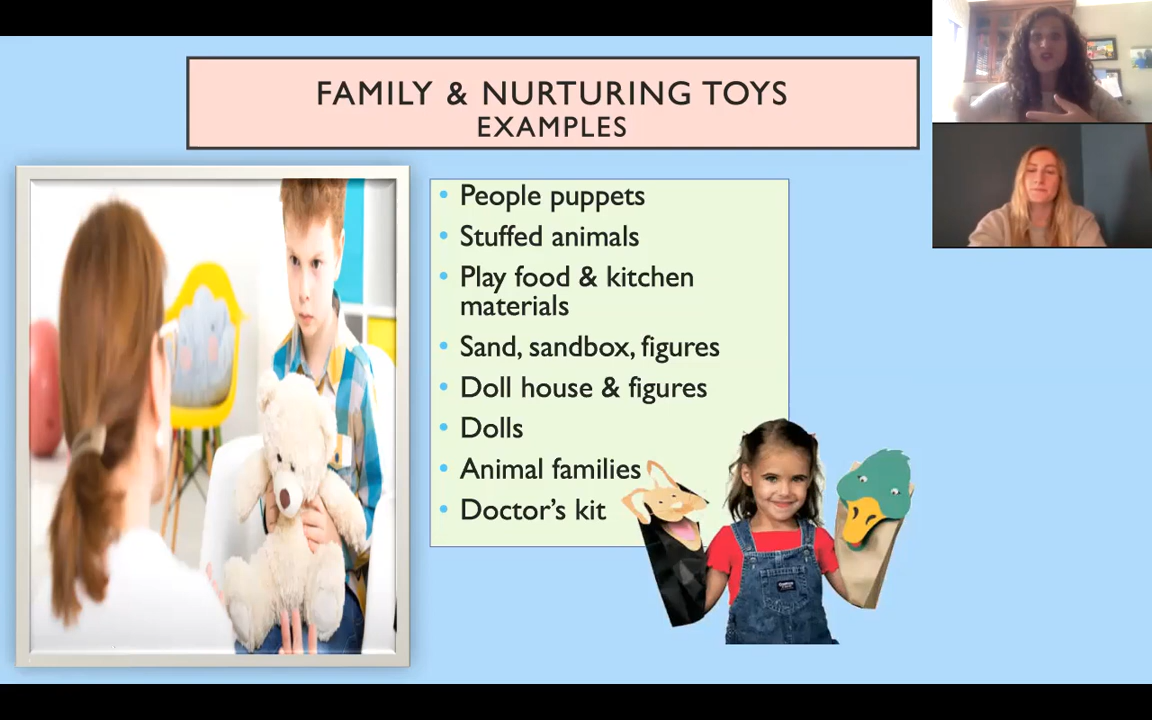 FAMILY & NURTURING TOYS
EXAMPLES
• People puppets
• Stuffed animals
• Play food & kitchen
materials
• Sand, sandbox, figures
• Doll house & figures
• Dolls
• Animal families
• Doctor’s kit